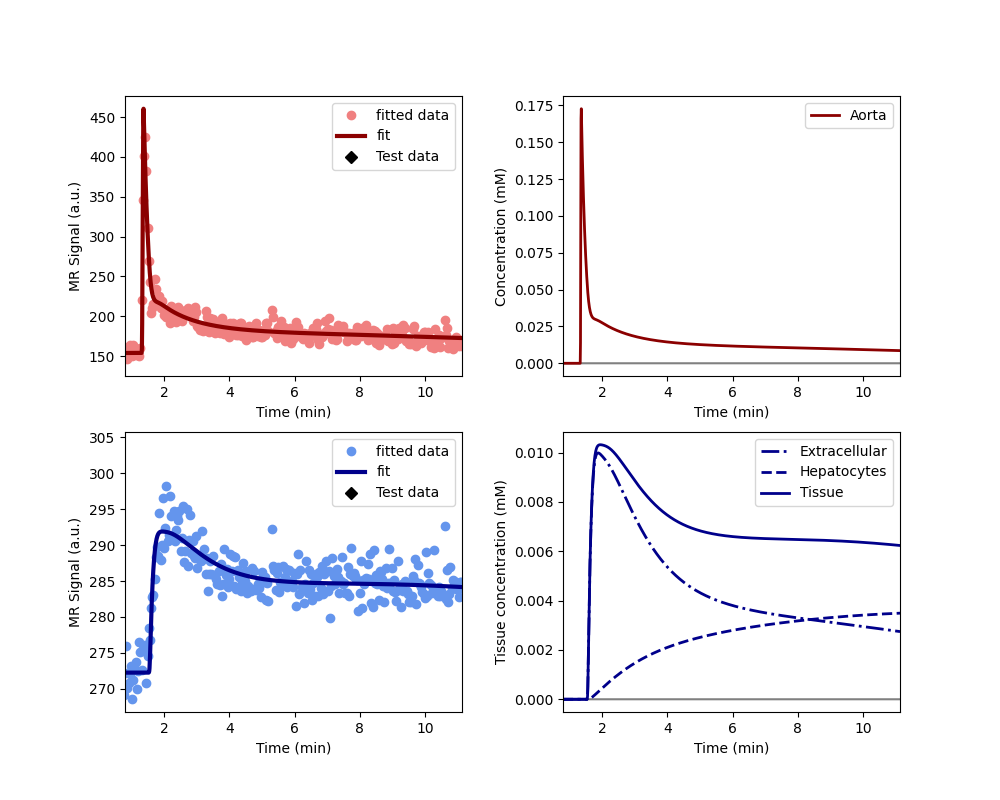 MR Signal (a.u.)
450
400
350
300
250
200
150
fitted data
fit
Test data
2 4 6 8 10
Time (min)
Concentration (mM)
0.175
0.150
0.125
0.100
0.075
0.050
0.025
0.000
Aorta
2 4 6 8 10
Time (min)
MR Signal (a.u.)
305
300
295
290
285
280
275
270
fitted data
fit
Test data
2 4 6 8 10
Time (min)
Tissue concentration (mM)
0.010
0.008
0.006
0.004
0.002
0.000
Extracellular
Hepatocytes
Tissue
2 4 6 8 10
Time (min)